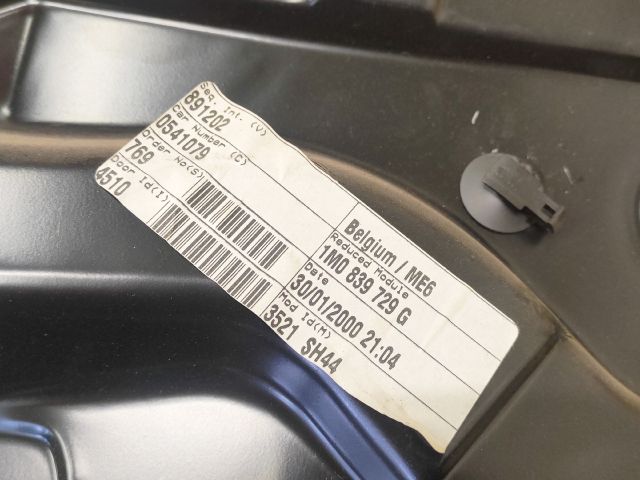 Seq. Int. (V)
891202
Car Number (C)
0541079
Order No(S)
769
Door Id(I)
4510
Belgium / ME6
Reduced Module
1M0 839 729 G
Date
30/01/2000 21:04
Mod Id(M)
3521 SH44